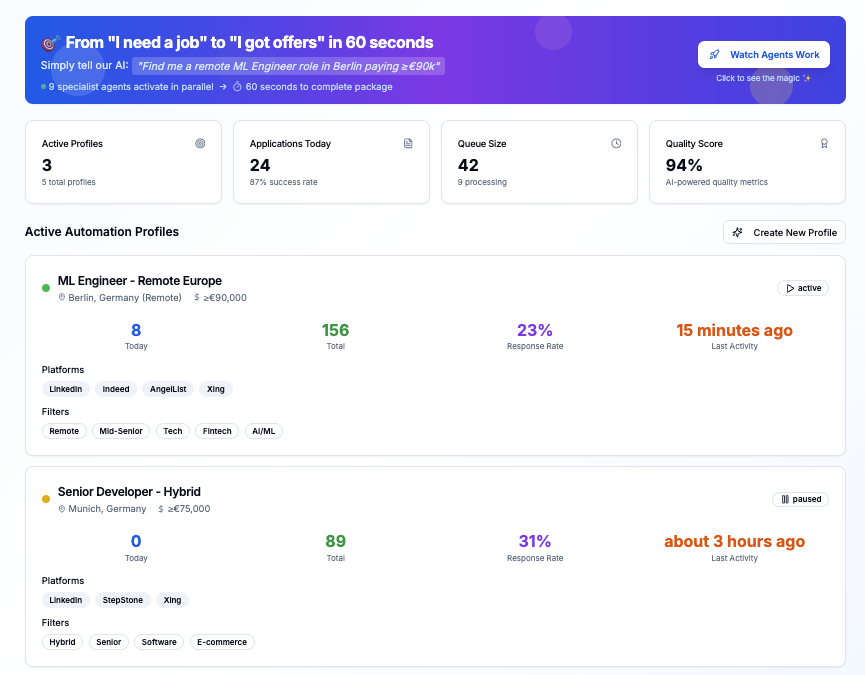 🎯 From "I need a job" to "I got offers" in 60 seconds
Simply tell our AI: "Find me a remote ML Engineer role in Berlin paying ≥€90k"
9 specialist agents activate in parallel → ⏱ 60 seconds to complete package
Watch Agents Work
Click to see the magic ✨
Active Profiles
3
5 total profiles
Applications Today
24
87% success rate
Queue Size
42
9 processing
Quality Score
94%
AI-powered quality metrics
Active Automation Profiles
Create New Profile
ML Engineer - Remote Europe
Berlin, Germany (Remote) $ ≥€90,000
active
8 156 23% 15 minutes ago
Today Total Response Rate Last Activity
Platforms
LinkedIn Indeed AngelList Xing
Filters
Remote Mid-Senior Tech Fintech AI/ML
Senior Developer - Hybrid
Munich, Germany $ ≥€75,000
paused
0 89 31% about 3 hours ago
Today Total Response Rate Last Activity
Platforms
LinkedIn StepStone Xing
Filters
Hybrid Senior Software E-commerce